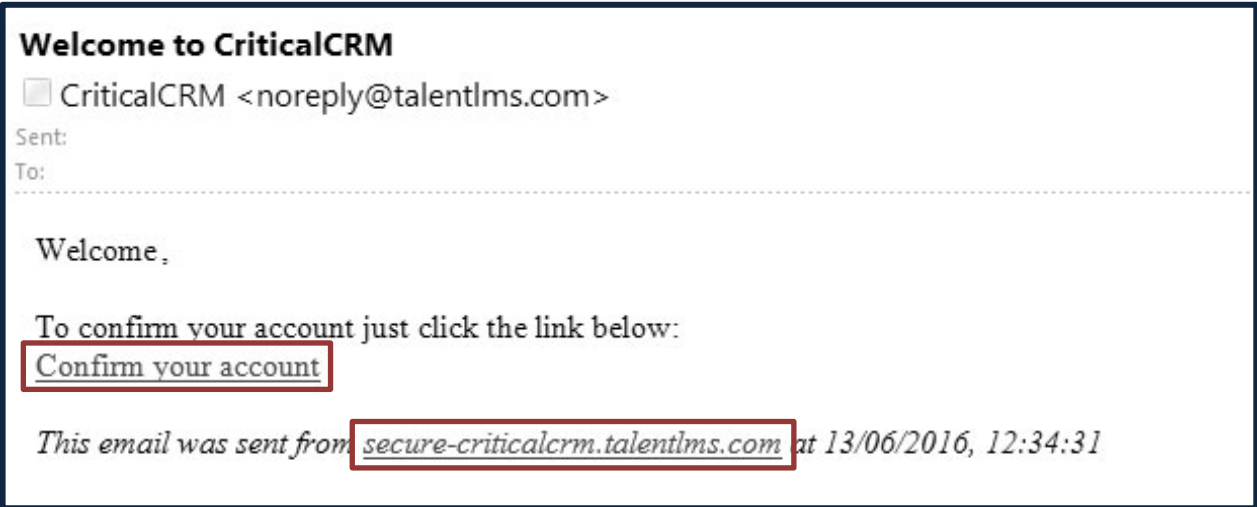 Welcome to CriticalCRM
CriticalCRM <noreply@talentlms.com>
Sent:
To:
Welcome,
To confirm your account just click the link below:
Confirm your account
This email was sent from secure-criticalcrm.talentlms.com at 13/06/2016, 12:34:31